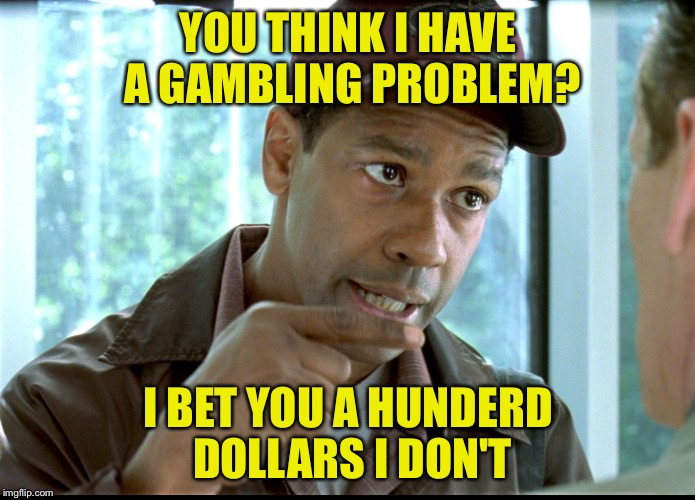 YOU THINK I HAVE
A GAMBLING PROBLEM?
I BET YOU A HUNDERD
DOLLARS I DON'T
imgflip.com